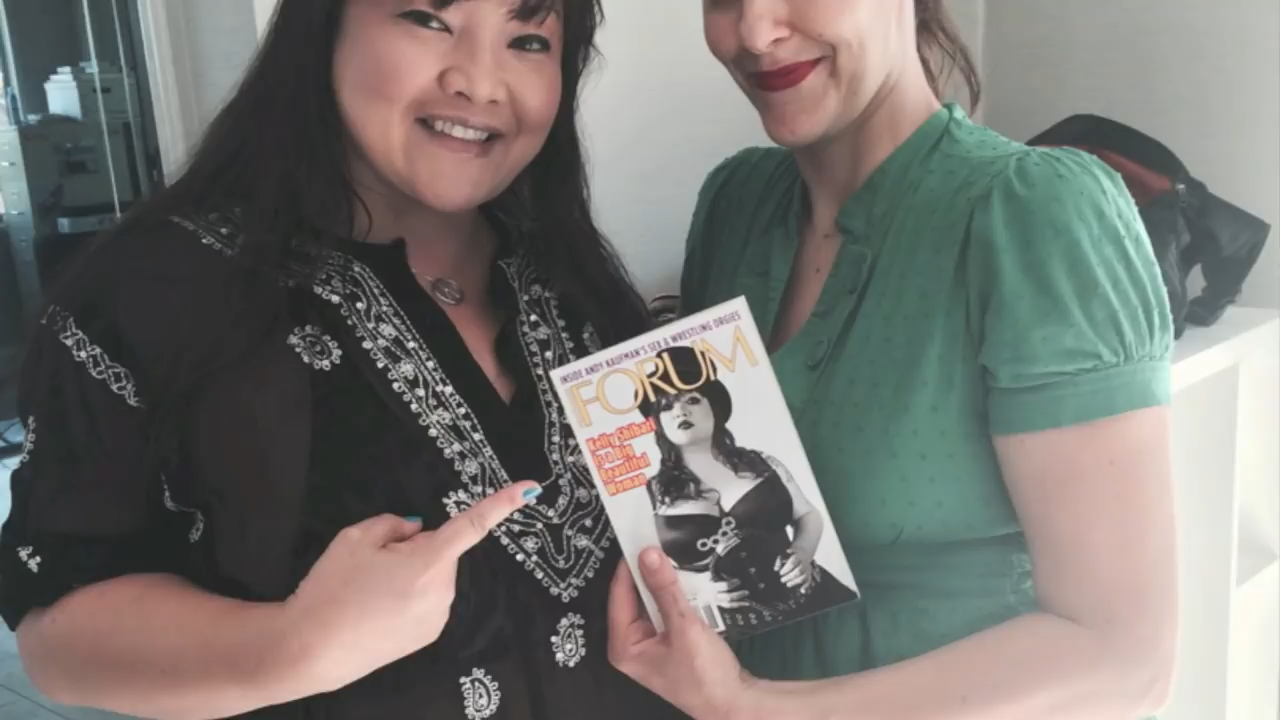 INSIDE ANDY KAUFMAN'S SEX & WRESTLING ORGIES
FORUM
Kelly Shibari
is a Big
Beautiful
Woman